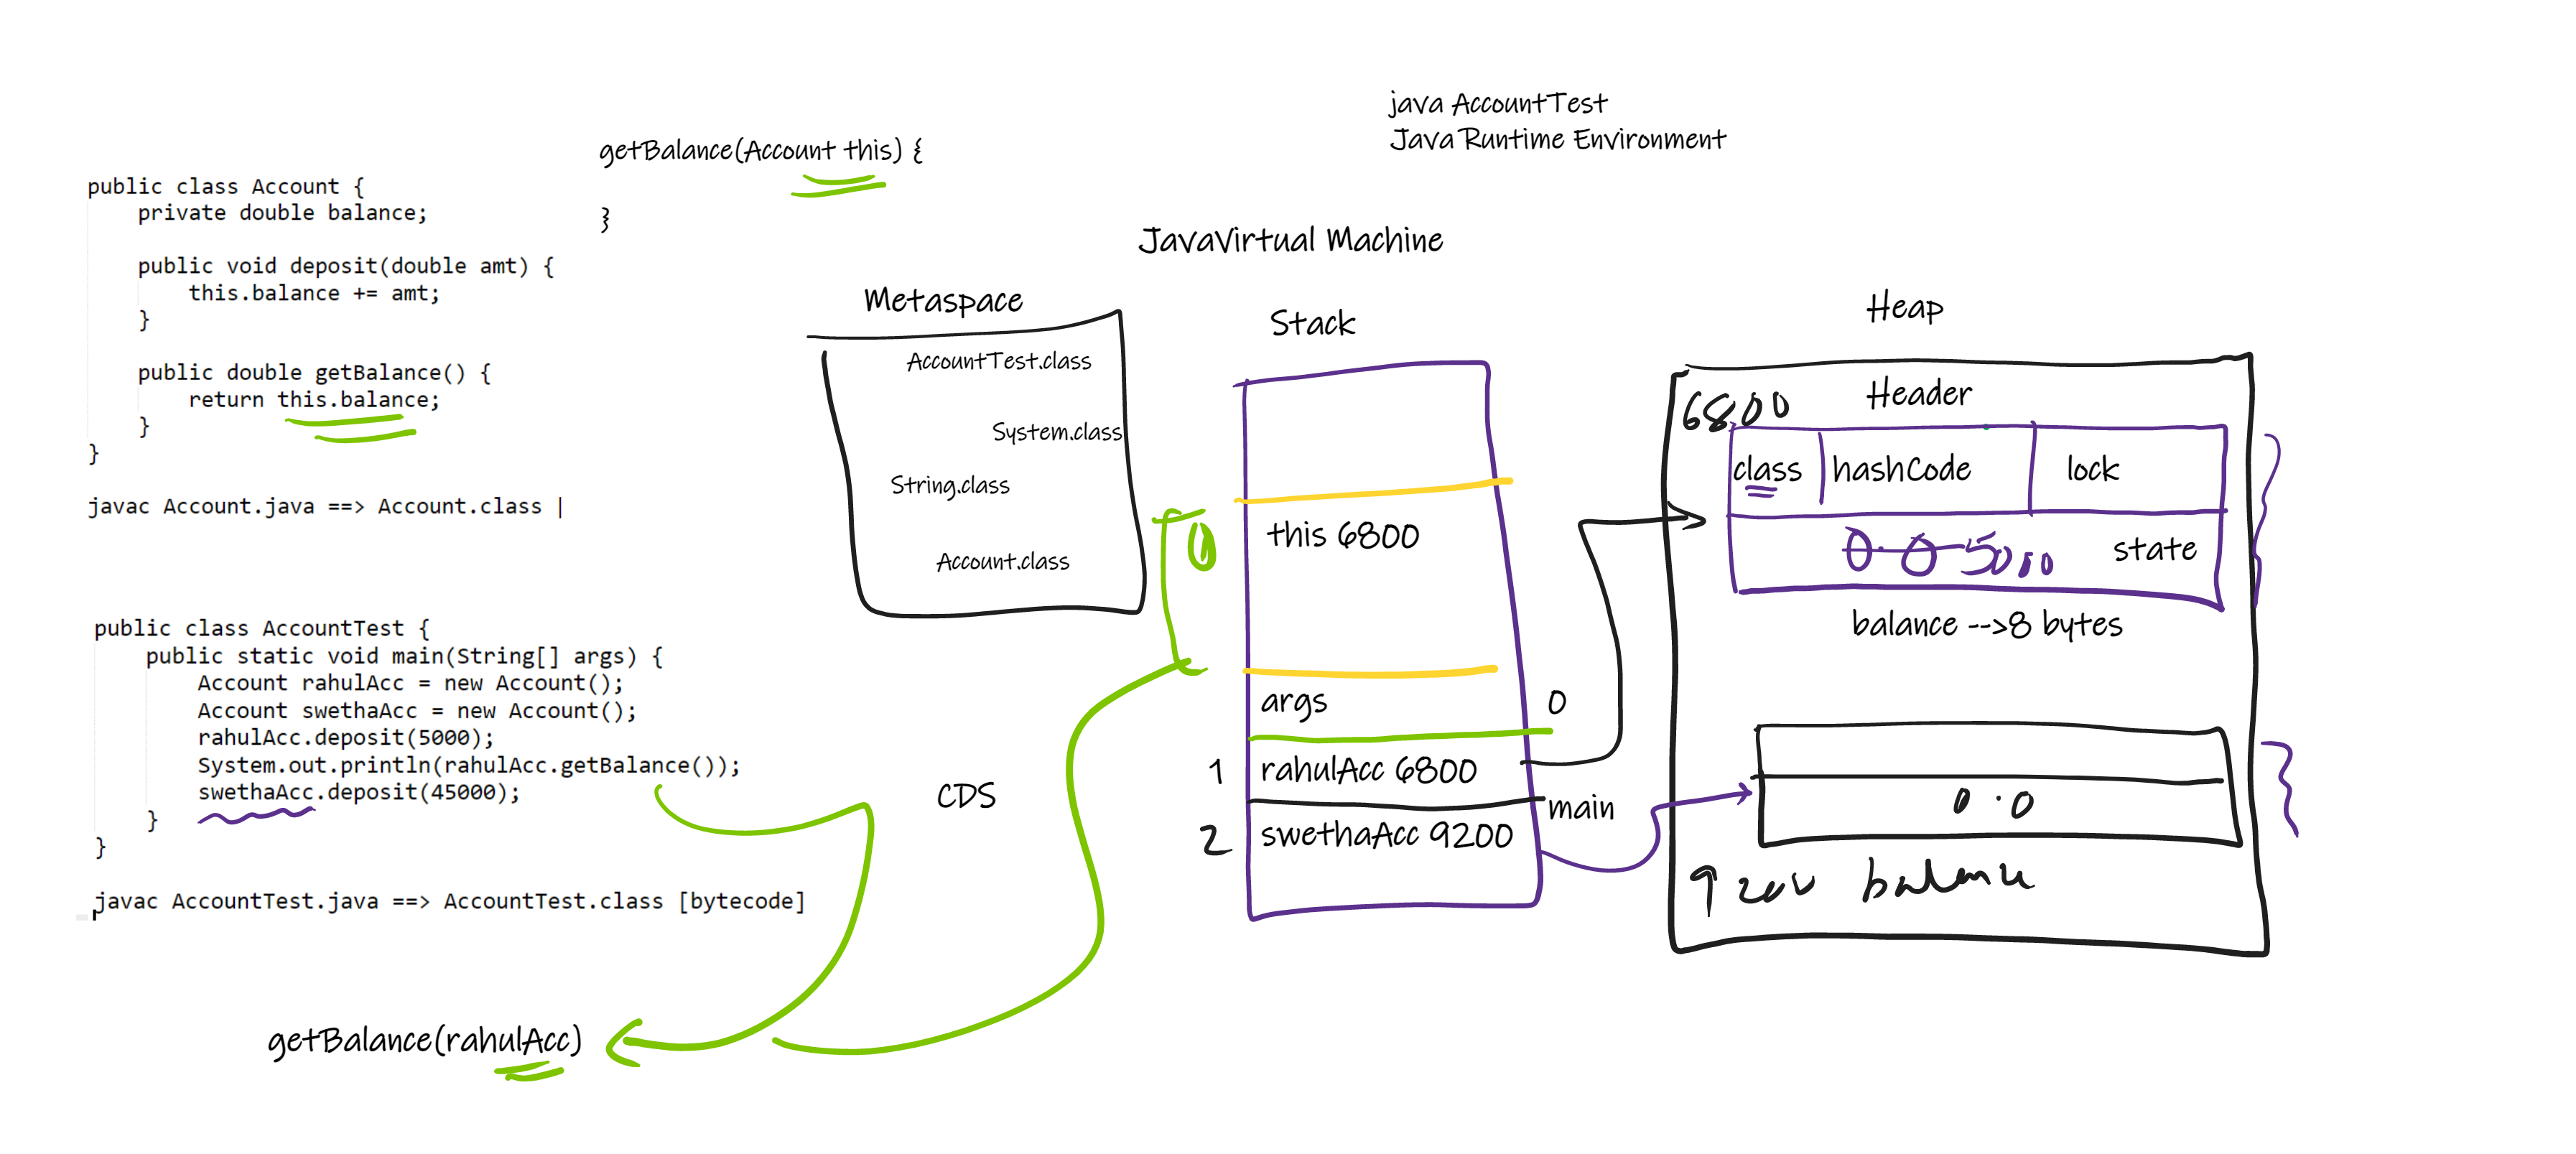 java AccountTest
Java Runtime Environment
getBalance(Account this) {
}
public class Account {
private double balance;
public void deposit(double amt) {
this.balance += amt;
}
public double getBalance() {
return this.balance;
}
}
javac Account.java ==> Account.class |
public class AccountTest {
public static void main(String[] args) {
Account rahulAcc = new Account();
Account swethaAcc = new Account();
rahulAcc.deposit(5000);
System.out.println(rahulAcc.getBalance());
swethaAcc.deposit(45000);
}
}
javac AccountTest.java ==> AccountTest.class [bytecode]
getBalance(rahulAcc)
JavaVirtual Machine
Metaspace
AccountTest.class
System.class
String.class
Account.class
CDS
Stack
0
this 6800
args 0
1 rahulAcc 6800
main
2 swethaAcc 9200
Heap
6800 Header
class hashCode lock
0.0 5000 state
balance -->8 bytes
0.0
9200 balance